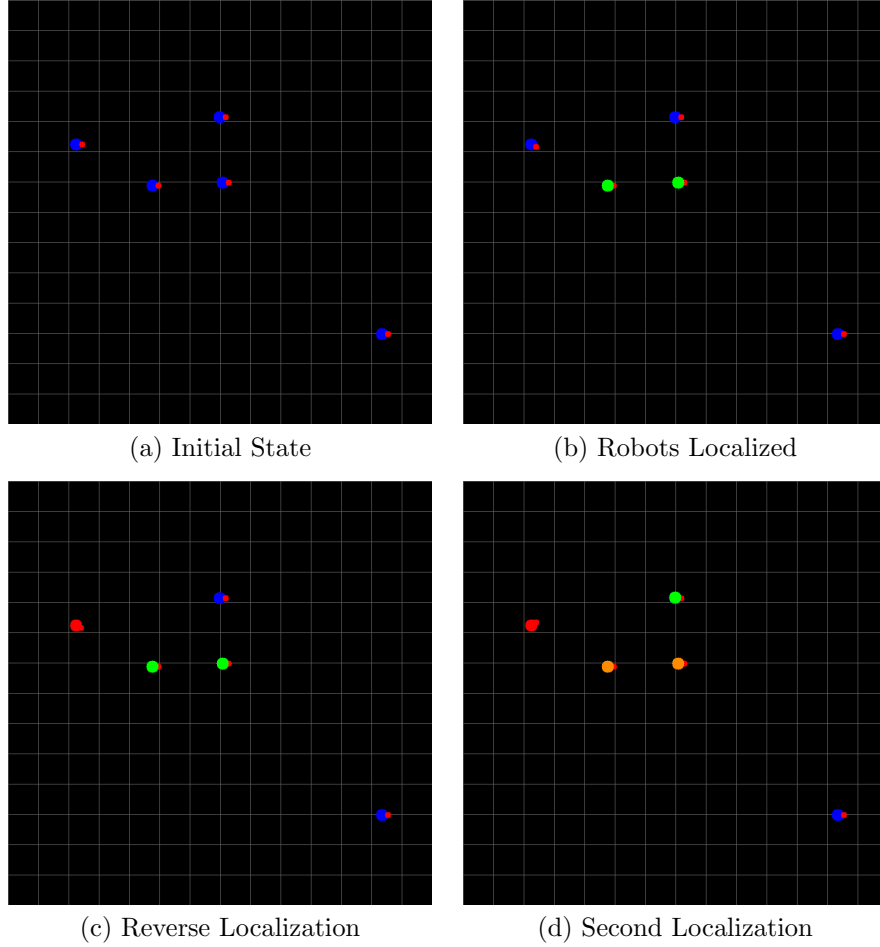 (a) Initial State
(b) Robots Localized
(c) Reverse Localization
(d) Second Localization